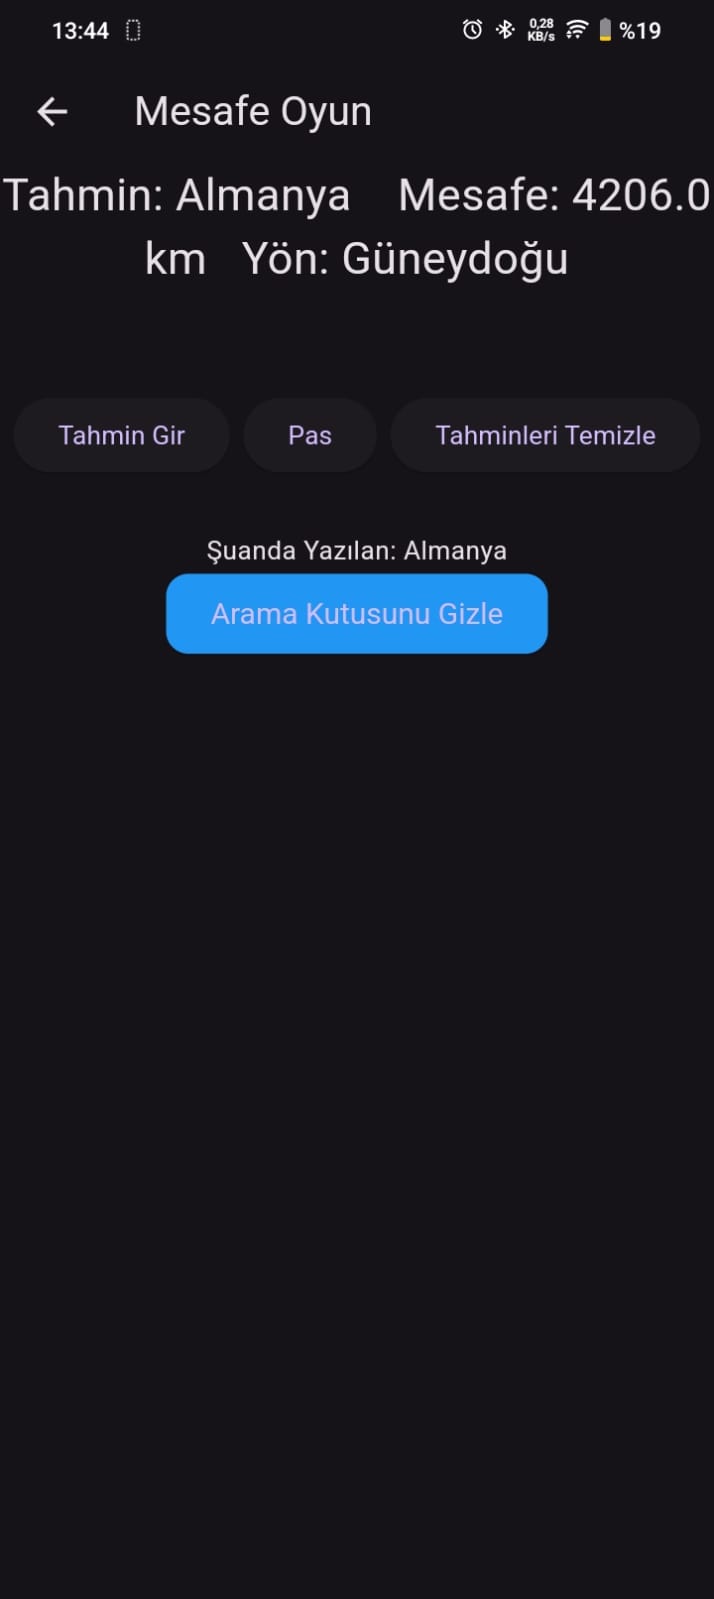 13:44 0,28 KB/s %19
Mesafe Oyun
Tahmin: Almanya Mesafe: 4206.0
km Yön: Güneydoğu
Tahmin Gir Pas Tahminleri Temizle
Şuanda Yazılan: Almanya
Arama Kutusunu Gizle